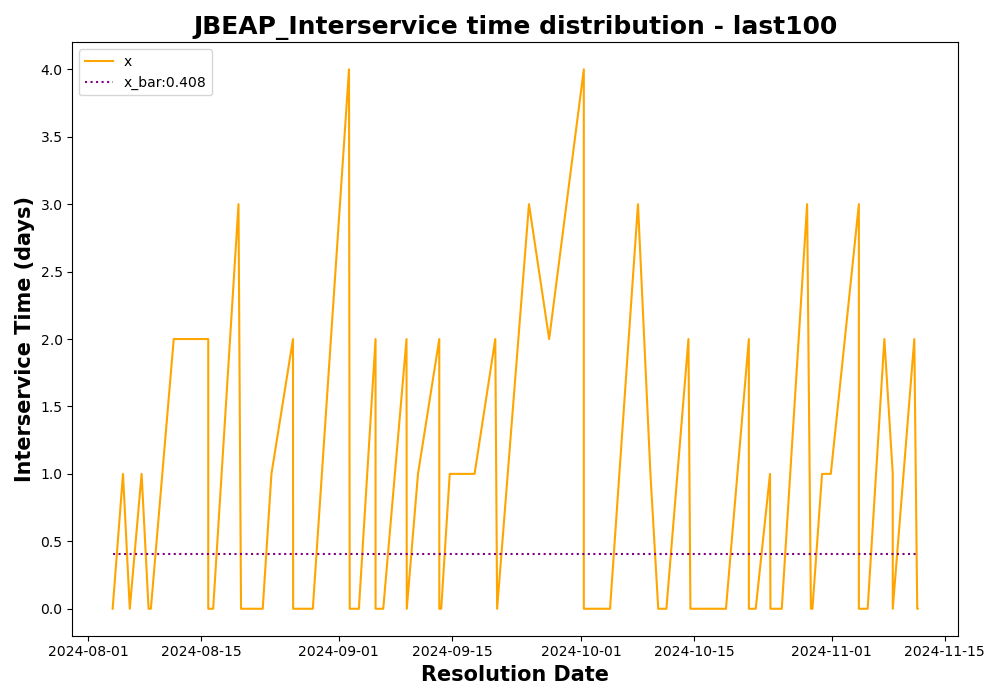 JBEAP_Interservice time distribution - last100
x
x_bar:0.408
Interservice Time (days)
4.0
3.5
3.0
2.5
2.0
1.5
1.0
0.5
0.0
2024-08-01 2024-08-15 2024-09-01 2024-09-15 2024-10-01 2024-10-15 2024-11-01 2024-11-15
Resolution Date